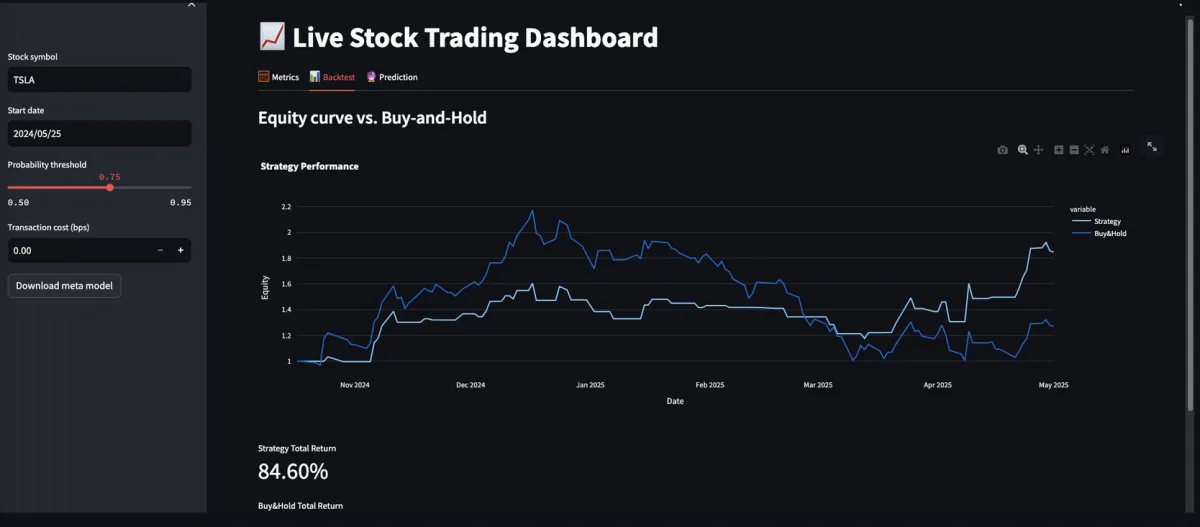 Stock symbol
TSLA
Start date
2024/05/25
Probability threshold
0.75
0.50 0.95
Transaction cost (bps)
0.00 − +
Download meta model
Live Stock Trading Dashboard
Metrics Backtest Prediction
Equity curve vs. Buy-and-Hold
Strategy Performance
variable
Strategy
Buy&Hold
Equity
2.2
2
1.8
1.6
1.4
1.2
1
Nov 2024 Dec 2024 Jan 2025 Feb 2025 Mar 2025 Apr 2025 May 2025
Date
Strategy Total Return
84.60%
Buy&Hold Total Return